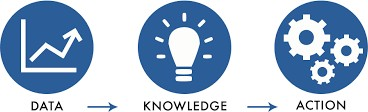 DATA → KNOWLEDGE → ACTION